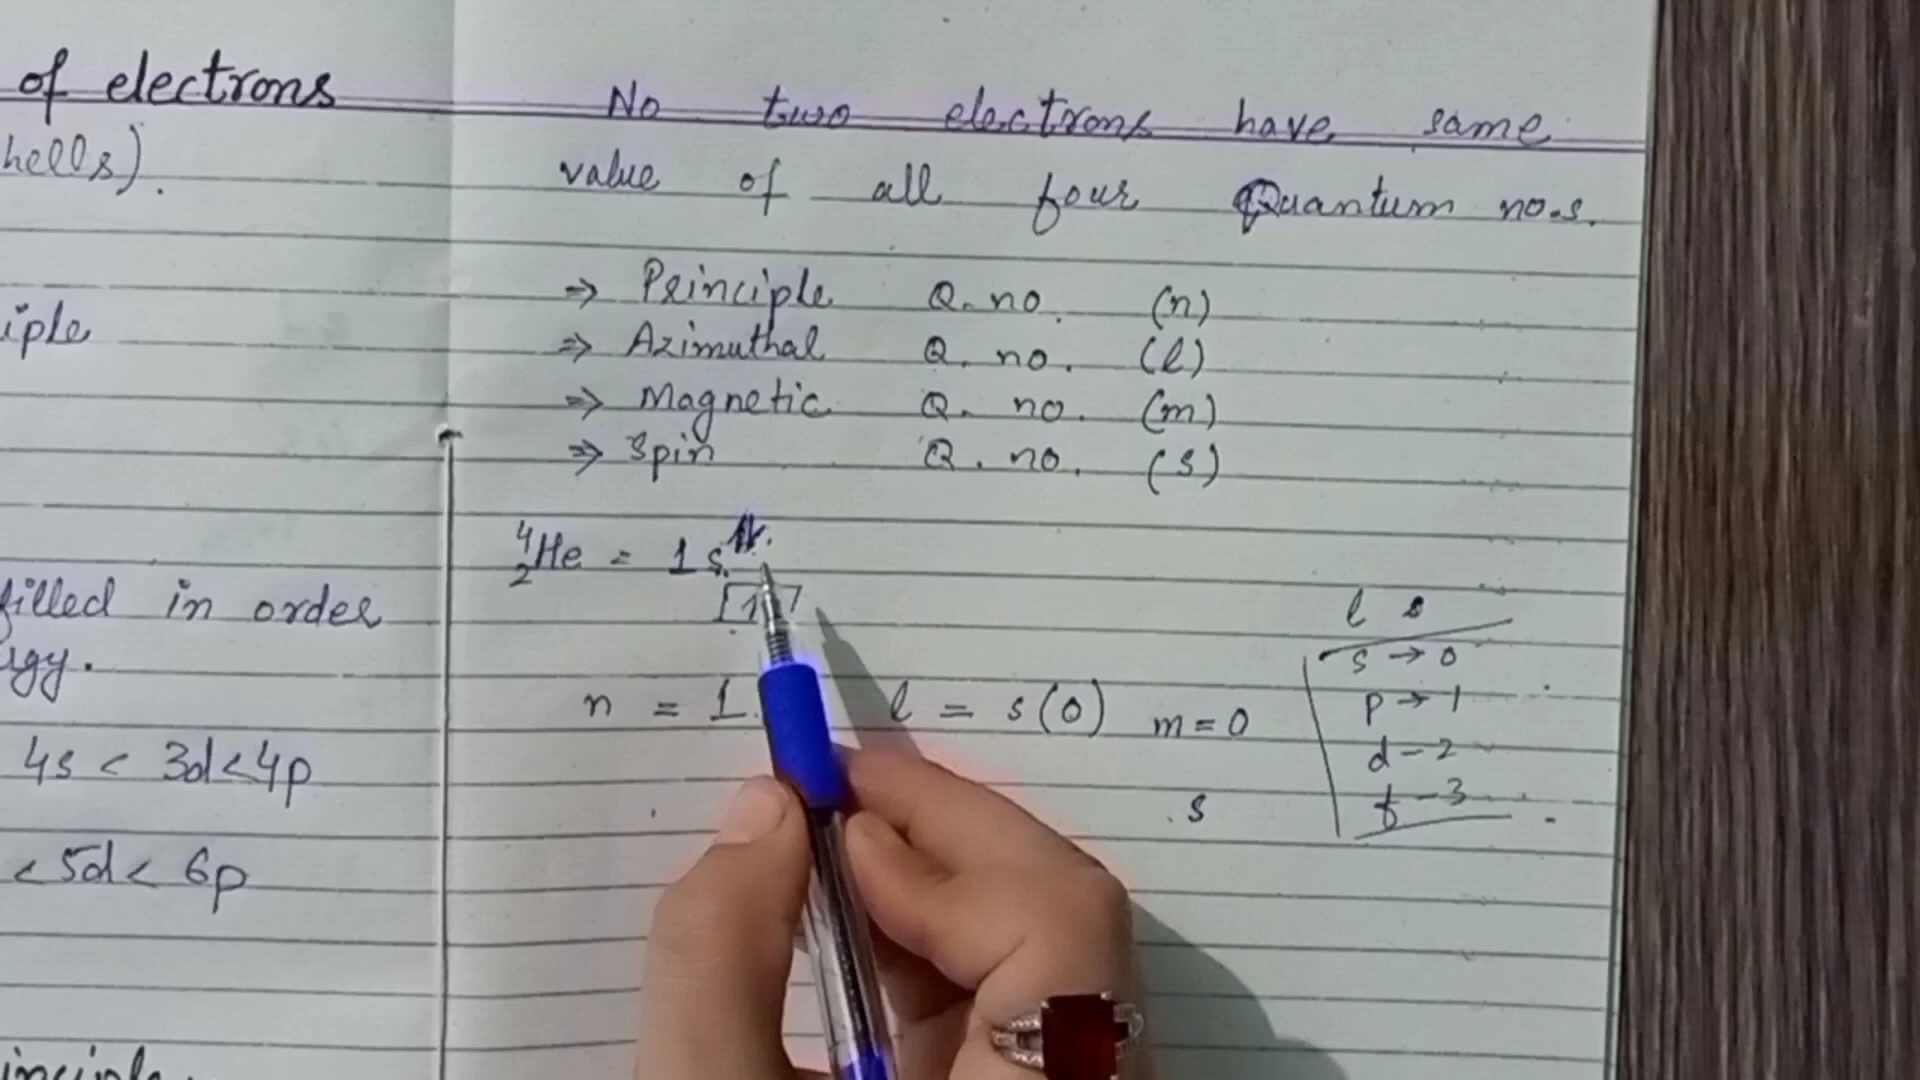 of electrons
hells).
iple
filled in order
rgy.
4s < 3d<4p
< 5d< 6p
inciple
No two electrons have same
value of all four Quantum no.s.
⇒ Principle Q. no. (n)
⇒ Azimuthal Q. no. (l)
⇒ Magnetic Q. no. (m)
⇒ Spin Q. no. (s)
⁴₂He = 1s
n = 1 l = s(0) m = 0
s
l s
s → 0
p → 1
d - 2
f - 3